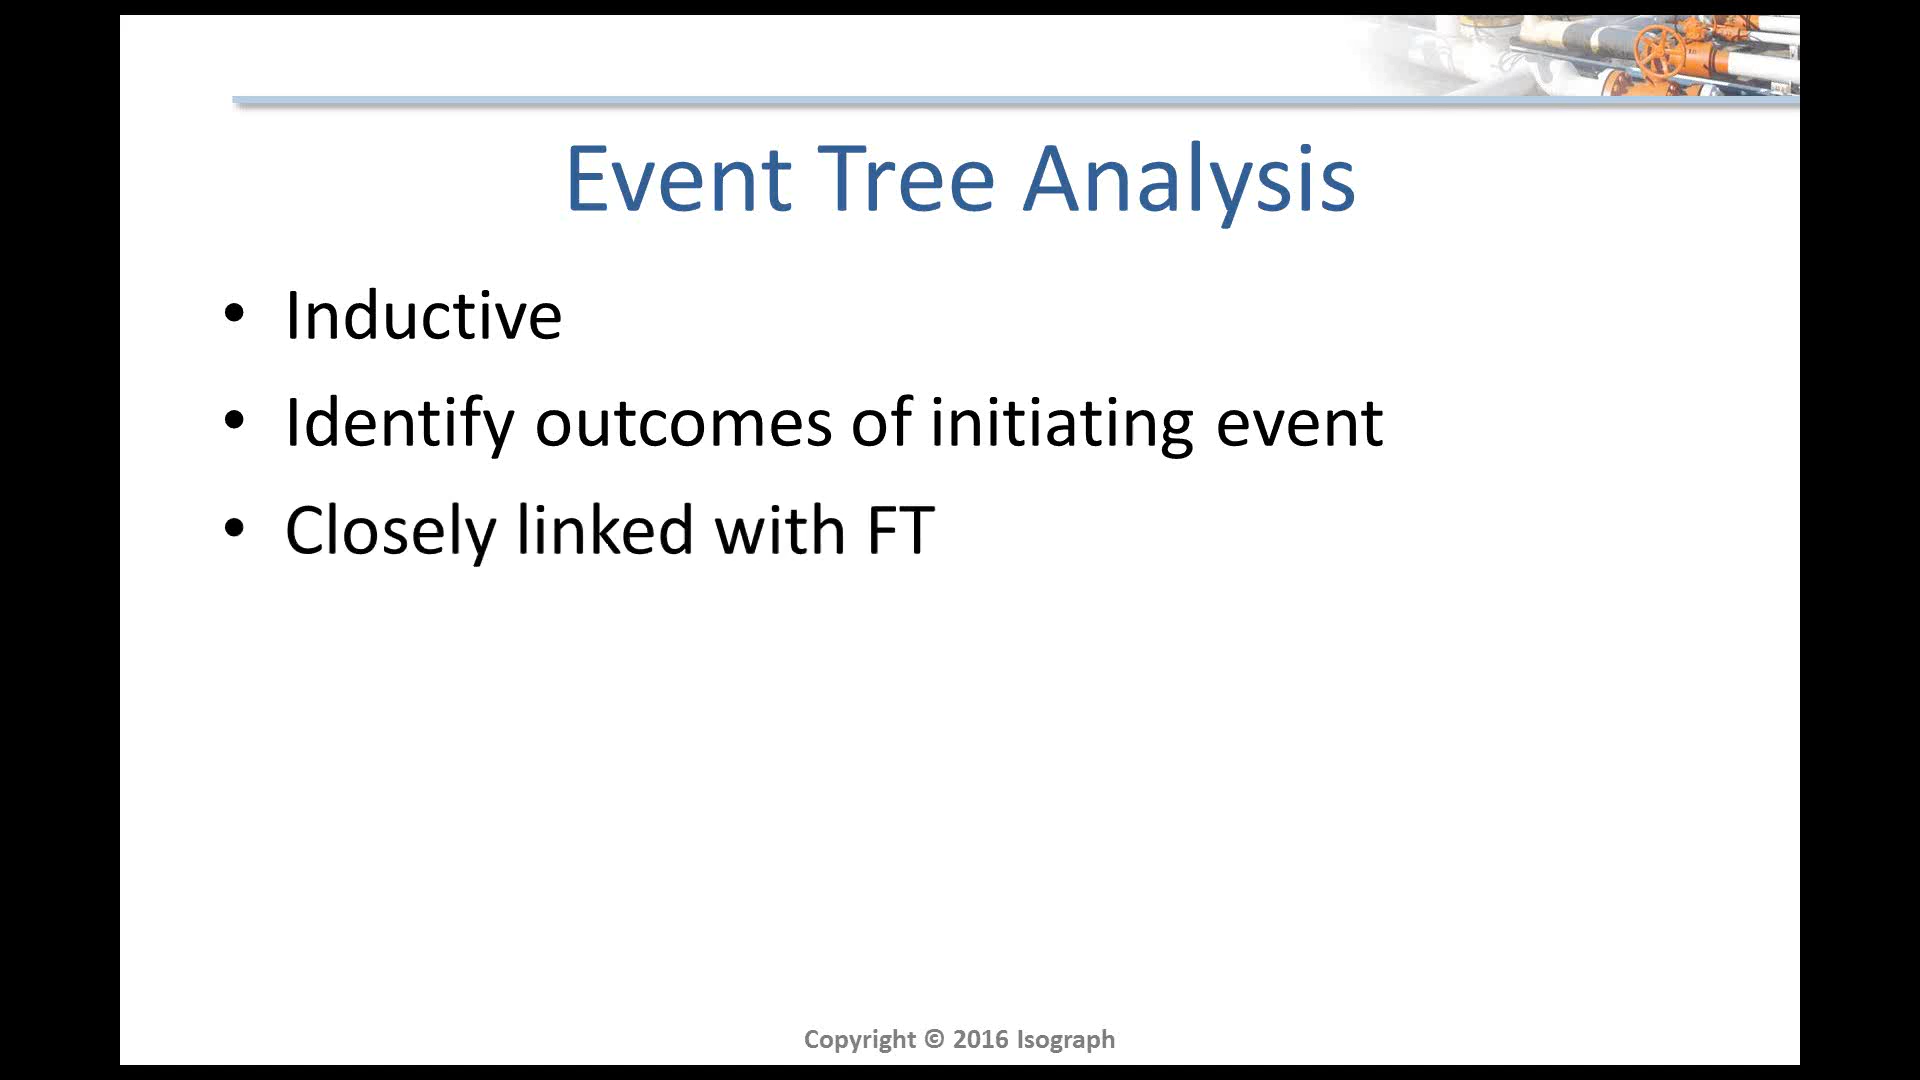 Event Tree Analysis
• Inductive
• Identify outcomes of initiating event
• Closely linked with FT
Copyright © 2016 Isograph